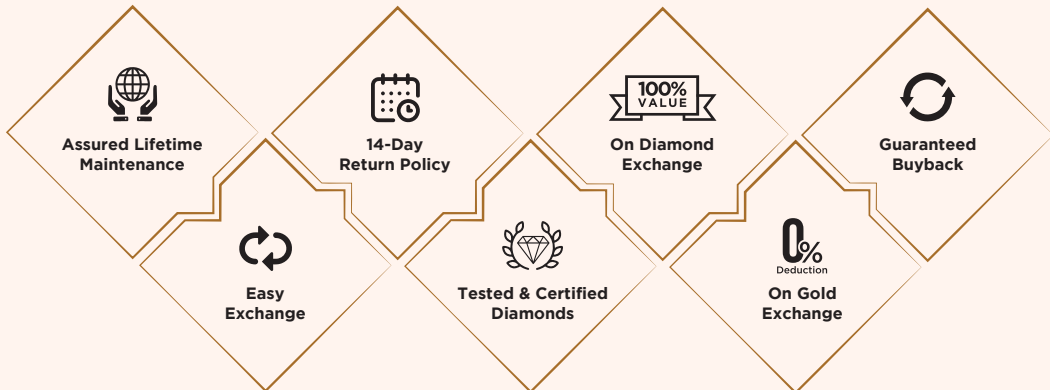 Assured Lifetime
Maintenance
14-Day
Return Policy
100%
VALUE
On Diamond
Exchange
Guaranteed
Buyback
Easy
Exchange
Tested & Certified
Diamonds
0%
Deduction
On Gold
Exchange